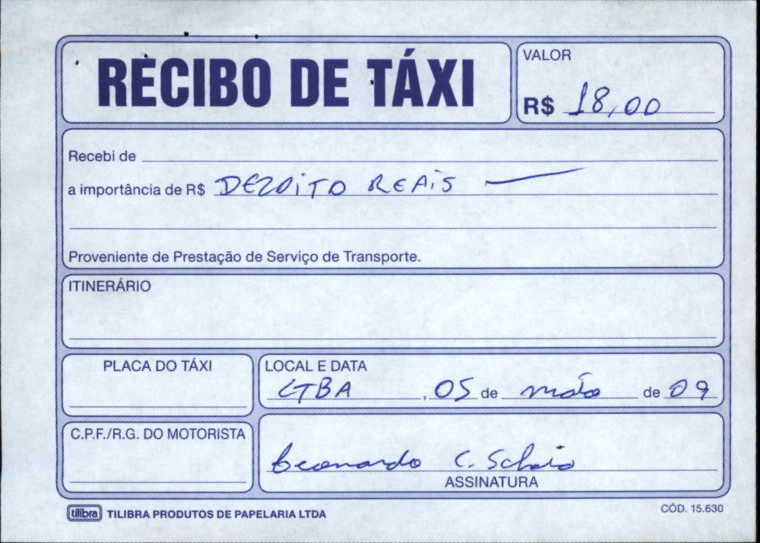 RECIBO DE TÁXI
VALOR
R$ 18,00
Recebi de
a importância de R$ DEZOITO REAIS
Proveniente de Prestação de Serviço de Transporte.
ITINERÁRIO
PLACA DO TÁXI
LOCAL E DATA
CTBA, 05 de maio de 09
C.P.F./R.G. DO MOTORISTA
Leonardo C.
ASSINATURA
tilibra TILIBRA PRODUTOS DE PAPELARIA LTDA
CÓD. 15.630